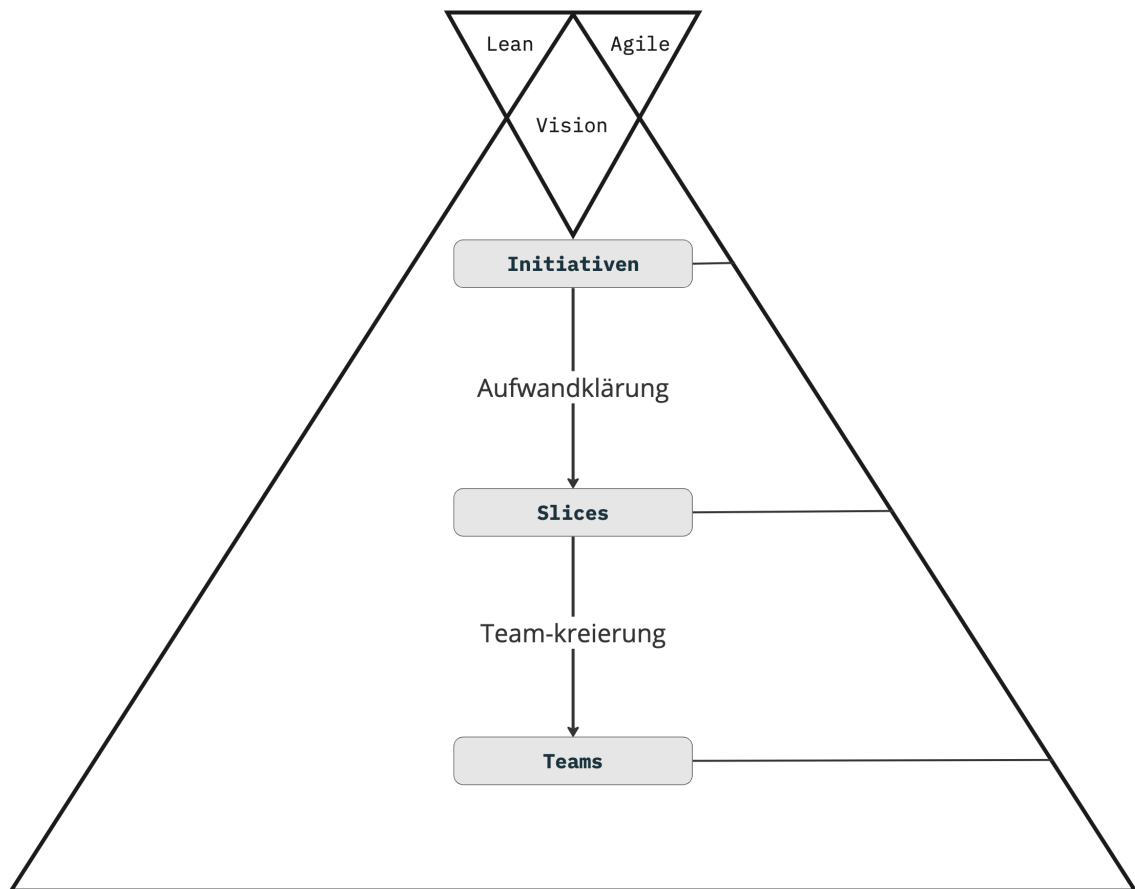 Lean
Agile
Vision
Initiativen
Aufwandklärung
Slices
Team-kreierung
Teams